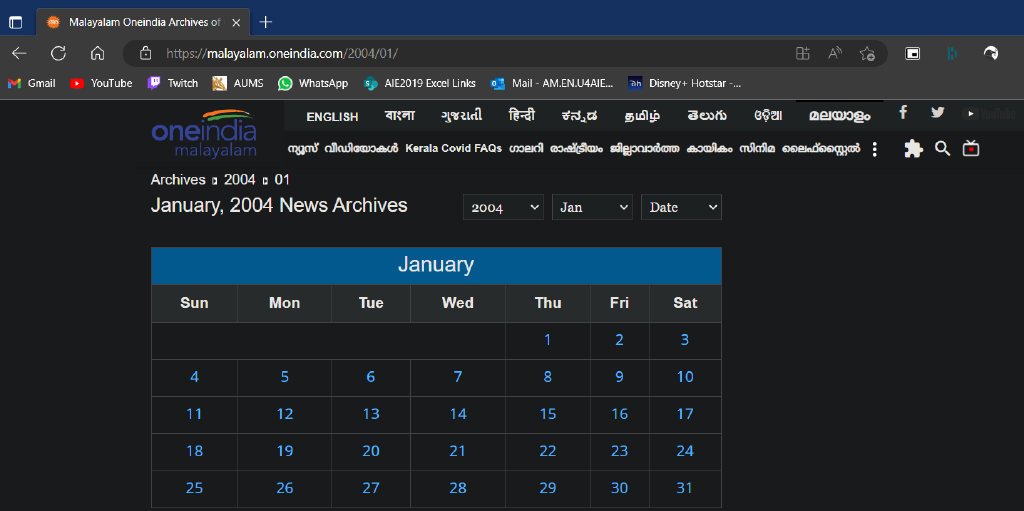 Malayalam Oneindia Archives of
https://malayalam.oneindia.com/2004/01/
Gmail YouTube Twitch AUMS WhatsApp AIE2019 Excel Links Mail - AM.EN.U4AIE... Disney+ Hotstar -...
oneindia
malayalam
ENGLISH বাংলা ગુજરાતી हिन्दी ಕನ್ನಡ தமிழ் తెలుగు ଓଡ଼ିଆ മലയാളം
ന്യൂസ് വീഡിയോകൾ Kerala Covid FAQs ഗാലറി രാഷ്ട്രീയം ജില്ലാവാർത്ത കായികം സിനിമ ലൈഫ്സ്റ്റൈൽ
Archives 2004 01
January, 2004 News Archives 2004 Jan Date
January
Sun Mon Tue Wed Thu Fri Sat
1 2 3
4 5 6 7 8 9 10
11 12 13 14 15 16 17
18 19 20 21 22 23 24
25 26 27 28 29 30 31